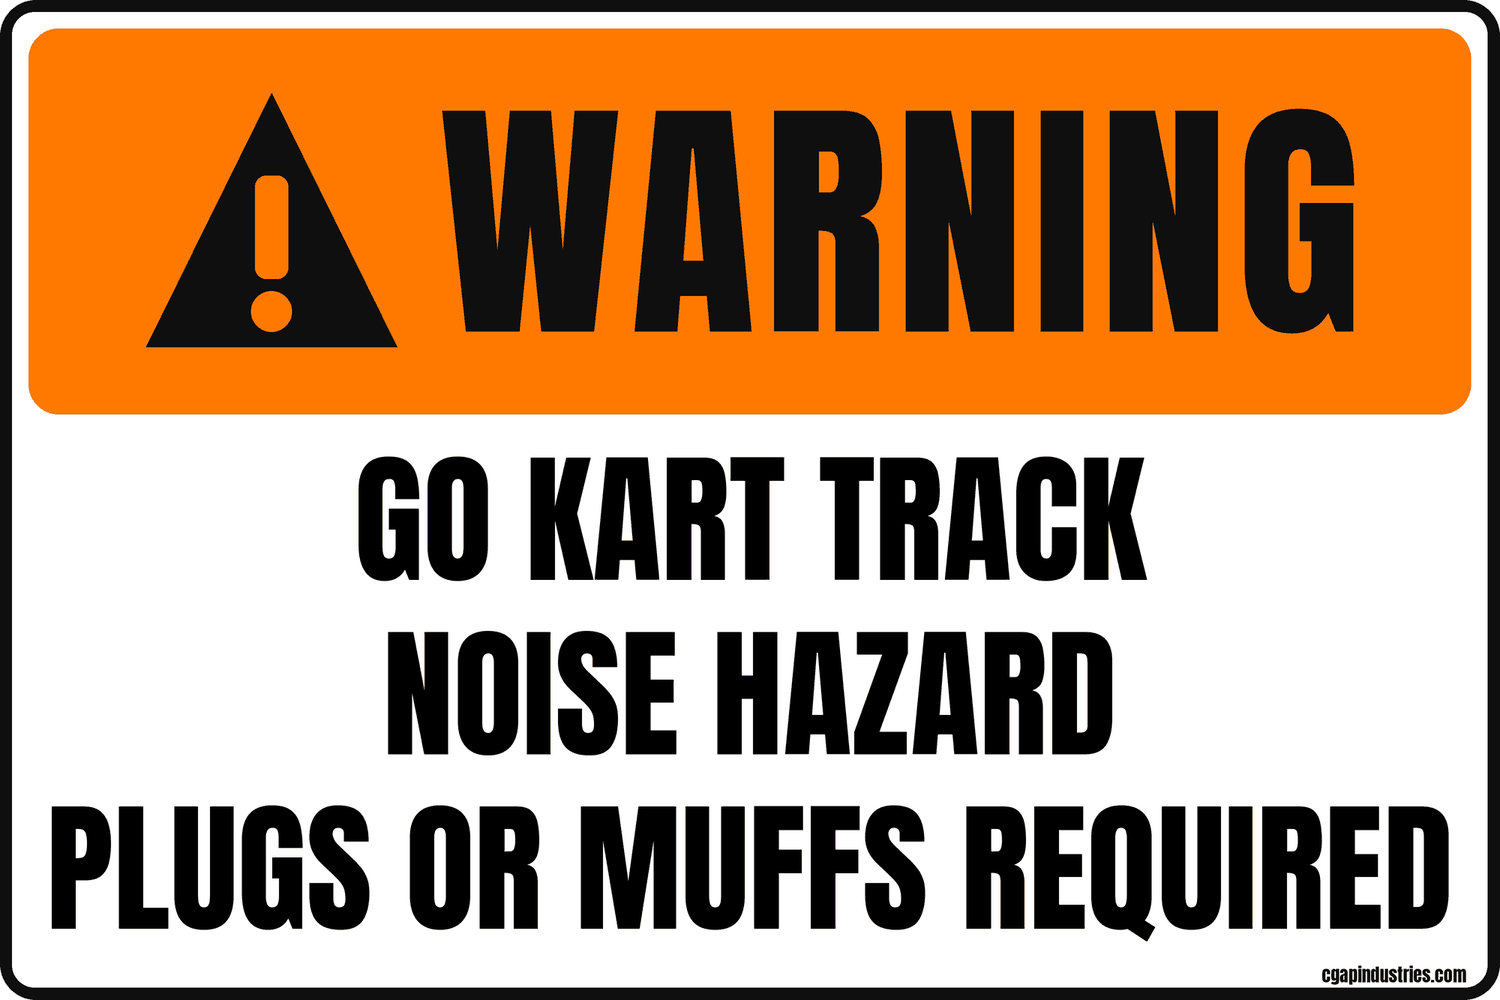 WARNING
GO KART TRACK
NOISE HAZARD
PLUGS OR MUFFS REQUIRED
cgapindustries.com